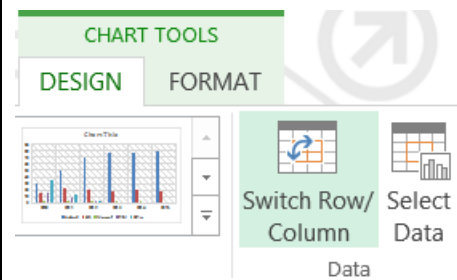 CHART TOOLS
DESIGN FORMAT
Switch Row/ Select
Column Data
Data